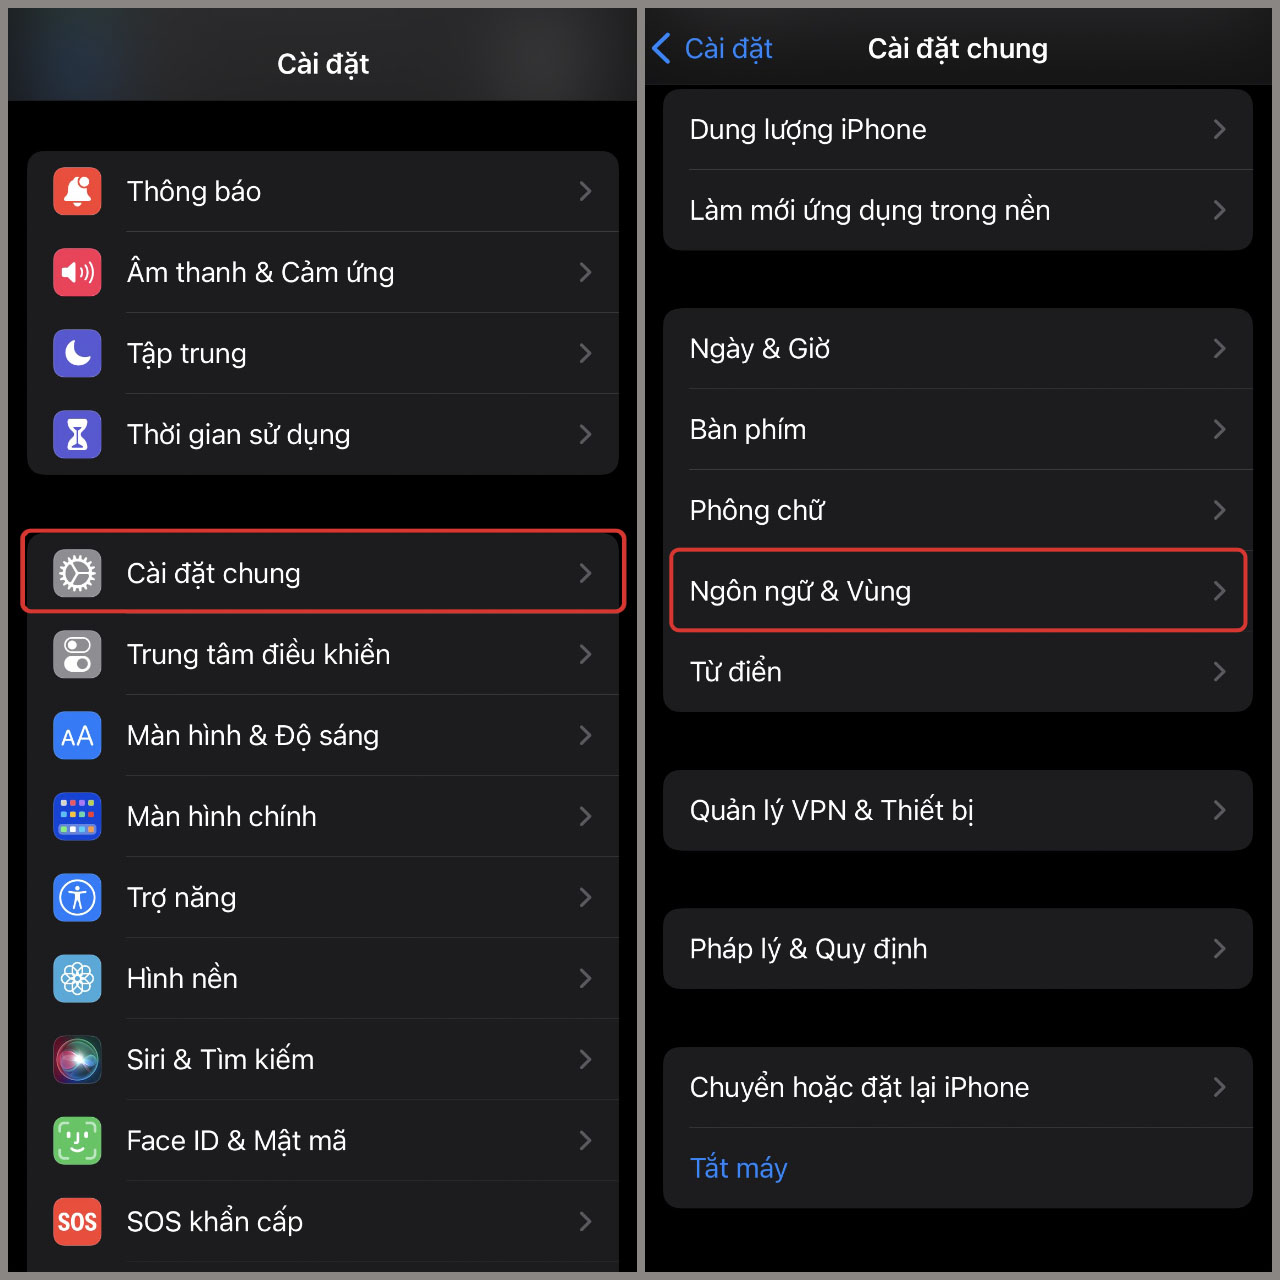 Cài đặt
Thông báo
Âm thanh & Cảm ứng
Tập trung
Thời gian sử dụng
Cài đặt chung
Trung tâm điều khiển
AA
Màn hình & Độ sáng
Màn hình chính
Trợ năng
Hình nền
Siri & Tìm kiếm
Face ID & Mật mã
SOS
SOS khẩn cấp
Cài đặt
Cài đặt chung
Dung lượng iPhone
Làm mới ứng dụng trong nền
Ngày & Giờ
Bàn phím
Phông chữ
Ngôn ngữ & Vùng
Từ điển
Quản lý VPN & Thiết bị
Pháp lý & Quy định
Chuyển hoặc đặt lại iPhone
Tắt máy